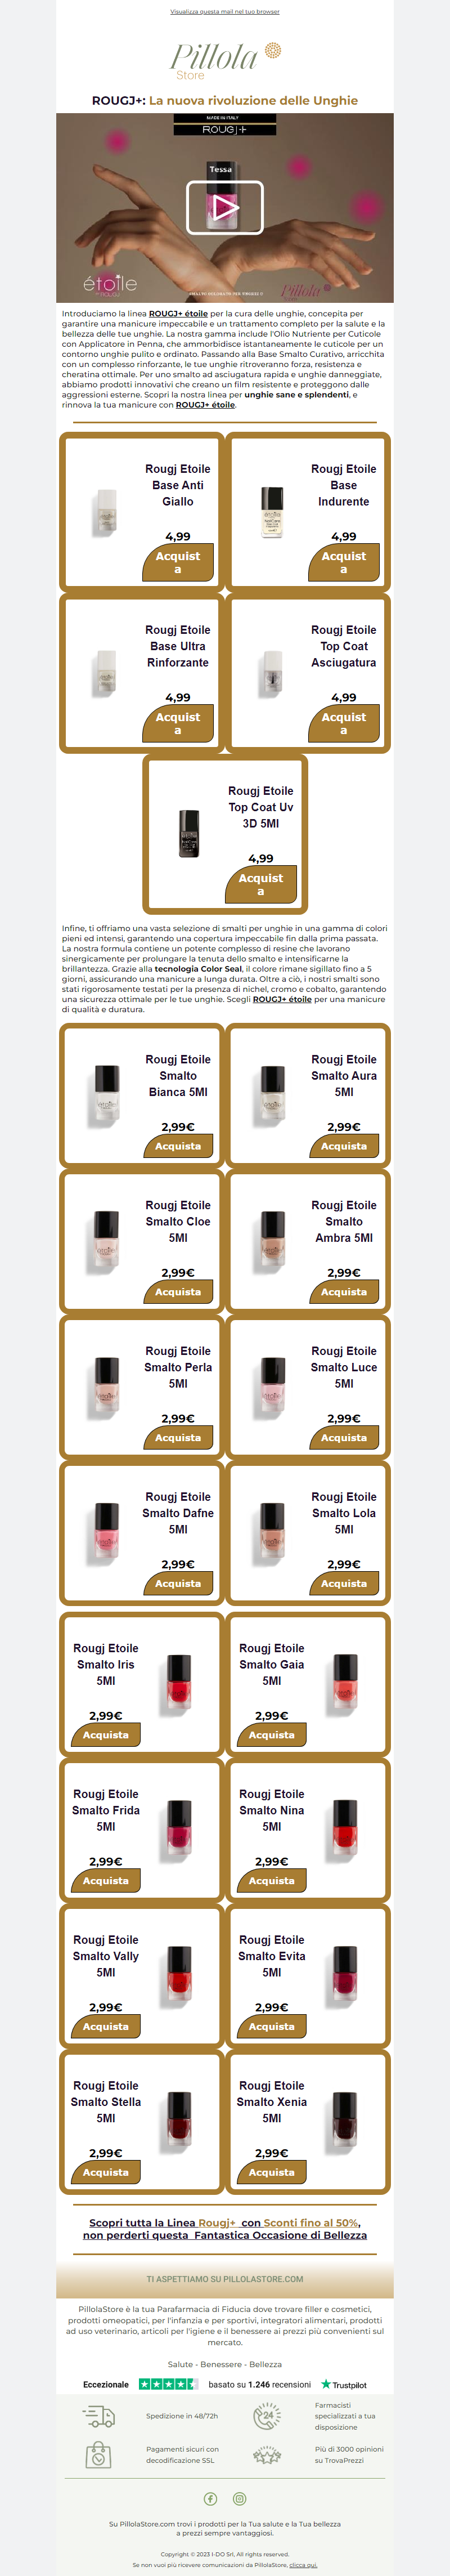 Visualizza questa mail nel tuo browser
Pillola
Store
ROUGJ+: La nuova rivoluzione delle Unghie
MADE IN ITALY
ROUGJ+
Tessa
étoile
by ROUGJ
Pillola
Introduciamo la linea ROUGJ+ étoile per la cura delle unghie, concepita per
garantire una manicure impeccabile e un trattamento completo per la salute e la
bellezza delle tue unghie. La nostra gamma include l'Olio Nutriente per Cuticole
con Applicatore in Penna, che ammorbidisce istantaneamente le cuticole per un
contorno unghie pulito e ordinato. Passando alla Base Smalto Curativo, arricchita
con un complesso rinforzante, le tue unghie ritroveranno forza, resistenza e
cheratina ottimale. Per uno smalto ad asciugatura rapida e unghie danneggiate,
abbiamo prodotti innovativi che creano un film resistente e proteggono dalle
aggressioni esterne. Scopri la nostra linea per unghie sane e splendenti, e
rinnova la tua manicure con ROUGJ+ étoile.
Rougj Etoile
Base Anti
Giallo
4,99
Acquist
a
Rougj Etoile
Base
Indurente
4,99
Acquist
a
Rougj Etoile
Base Ultra
Rinforzante
4,99
Acquist
a
Rougj Etoile
Top Coat
Asciugatura
4,99
Acquist
a
Rougj Etoile
Top Coat Uv
3D 5Ml
4,99
Acquist
a
Infine, ti offriamo una vasta selezione di smalti per unghie in una gamma di colori
pieni ed intensi, garantendo una copertura impeccabile fin dalla prima passata.
La nostra formula contiene un potente complesso di resine che lavorano
sinergicamente per prolungare la tenuta dello smalto e intensificarne la
brillantezza. Grazie alla tecnologia Color Seal, il colore rimane sigillato fino a 5
giorni, assicurando una manicure a lunga durata. Oltre a ciò, i nostri smalti sono
stati rigorosamente testati per la presenza di nichel, cromo e cobalto, garantendo
una sicurezza ottimale per le tue unghie. Scegli ROUGJ+ étoile per una manicure
di qualità e duratura.
Rougj Etoile
Smalto
Bianca 5Ml
2,99€
Acquista
Rougj Etoile
Smalto Aura
5Ml
2,99€
Acquista
Rougj Etoile
Smalto Cloe
5Ml
2,99€
Acquista
Rougj Etoile
Smalto
Ambra 5Ml
2,99€
Acquista
Rougj Etoile
Smalto Perla
5Ml
2,99€
Acquista
Rougj Etoile
Smalto Luce
5Ml
2,99€
Acquista
Rougj Etoile
Smalto Dafne
5Ml
2,99€
Acquista
Rougj Etoile
Smalto Lola
5Ml
2,99€
Acquista
Rougj Etoile
Smalto Iris
5Ml
2,99€
Acquista
Rougj Etoile
Smalto Gaia
5Ml
2,99€
Acquista
Rougj Etoile
Smalto Frida
5Ml
2,99€
Acquista
Rougj Etoile
Smalto Nina
5Ml
2,99€
Acquista
Rougj Etoile
Smalto Vally
5Ml
2,99€
Acquista
Rougj Etoile
Smalto Evita
5Ml
2,99€
Acquista
Rougj Etoile
Smalto Stella
5Ml
2,99€
Acquista
Rougj Etoile
Smalto Xenia
5Ml
2,99€
Acquista
Scopri tutta la Linea Rougj+ con Sconti fino al 50%,
non perderti questa Fantastica Occasione di Bellezza
TI ASPETTIAMO SU PILLOLASTORE.COM
PillolaStore è la tua Parafarmacia di Fiducia dove trovare filler e cosmetici,
prodotti omeopatici, per l'infanzia e per sportivi, integratori alimentari, prodotti
ad uso veterinario, articoli per l'igiene e il benessere ai prezzi più convenienti sul
mercato.
Salute - Benessere - Bellezza
Eccezionale basato su 1.246 recensioni Trustpilot
Spedizione in 48/72h
24
Farmacisti
specializzati a tua
disposizione
Pagamenti sicuri con
decodificazione SSL
Più di 3000 opinioni
su TrovaPrezzi
Su PillolaStore.com trovi i prodotti per la Tua salute e la Tua bellezza
a prezzi sempre vantaggiosi.
Copyright © 2023 I-DO Srl, All rights reserved.
Se non vuoi più ricevere comunicazioni da PillolaStore, clicca qui.